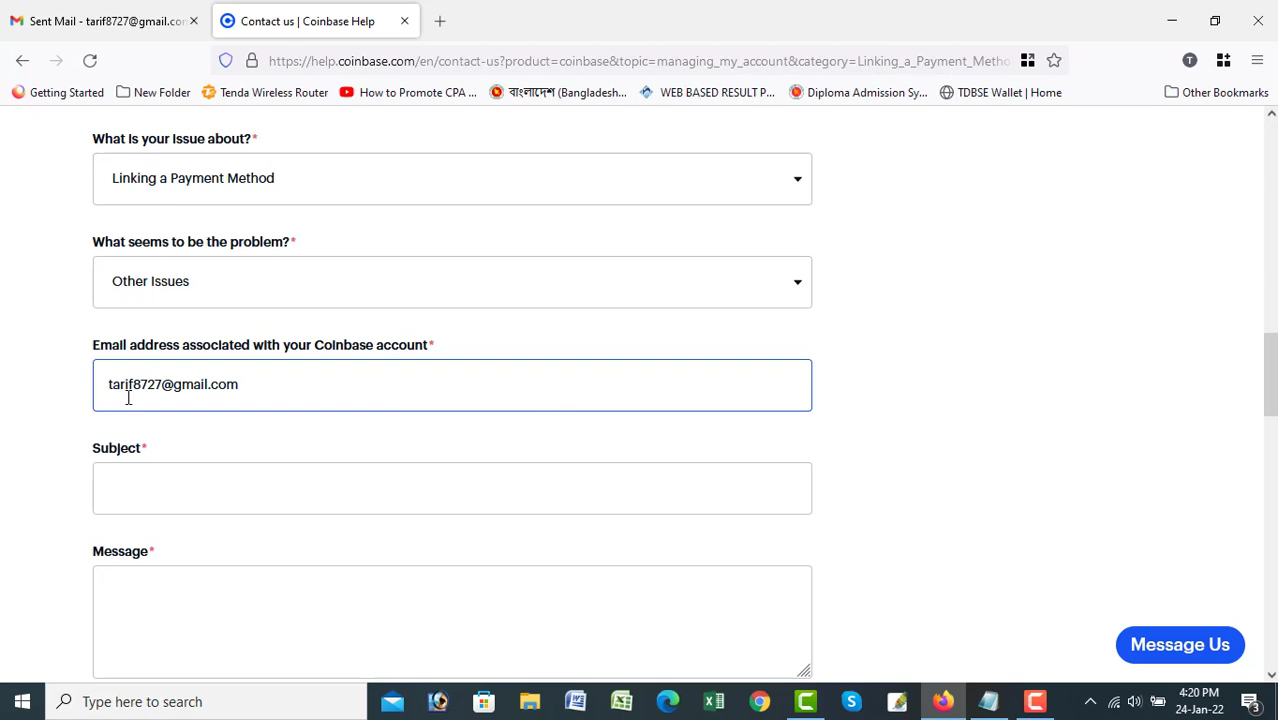 Sent Mail - tarif8727@gmail.co
Contact us | Coinbase Help
https://help.coinbase.com/en/contact-us?product=coinbase&topic=managing_my_account&category=Linking_a_Payment_Metho
T
Getting Started
New Folder
Tenda Wireless Router
How to Promote CPA ...
বাংলাদেশ (Bangladesh...
WEB BASED RESULT P...
Diploma Admission Sy...
TDBSE Wallet | Home
Other Bookmarks
What is your issue about?*
Linking a Payment Method
What seems to be the problem?*
Other Issues
Email address associated with your Coinbase account*
tarif8727@gmail.com
Subject*
Message*
Message Us
Type here to search
4:20 PM
24-Jan-22
3